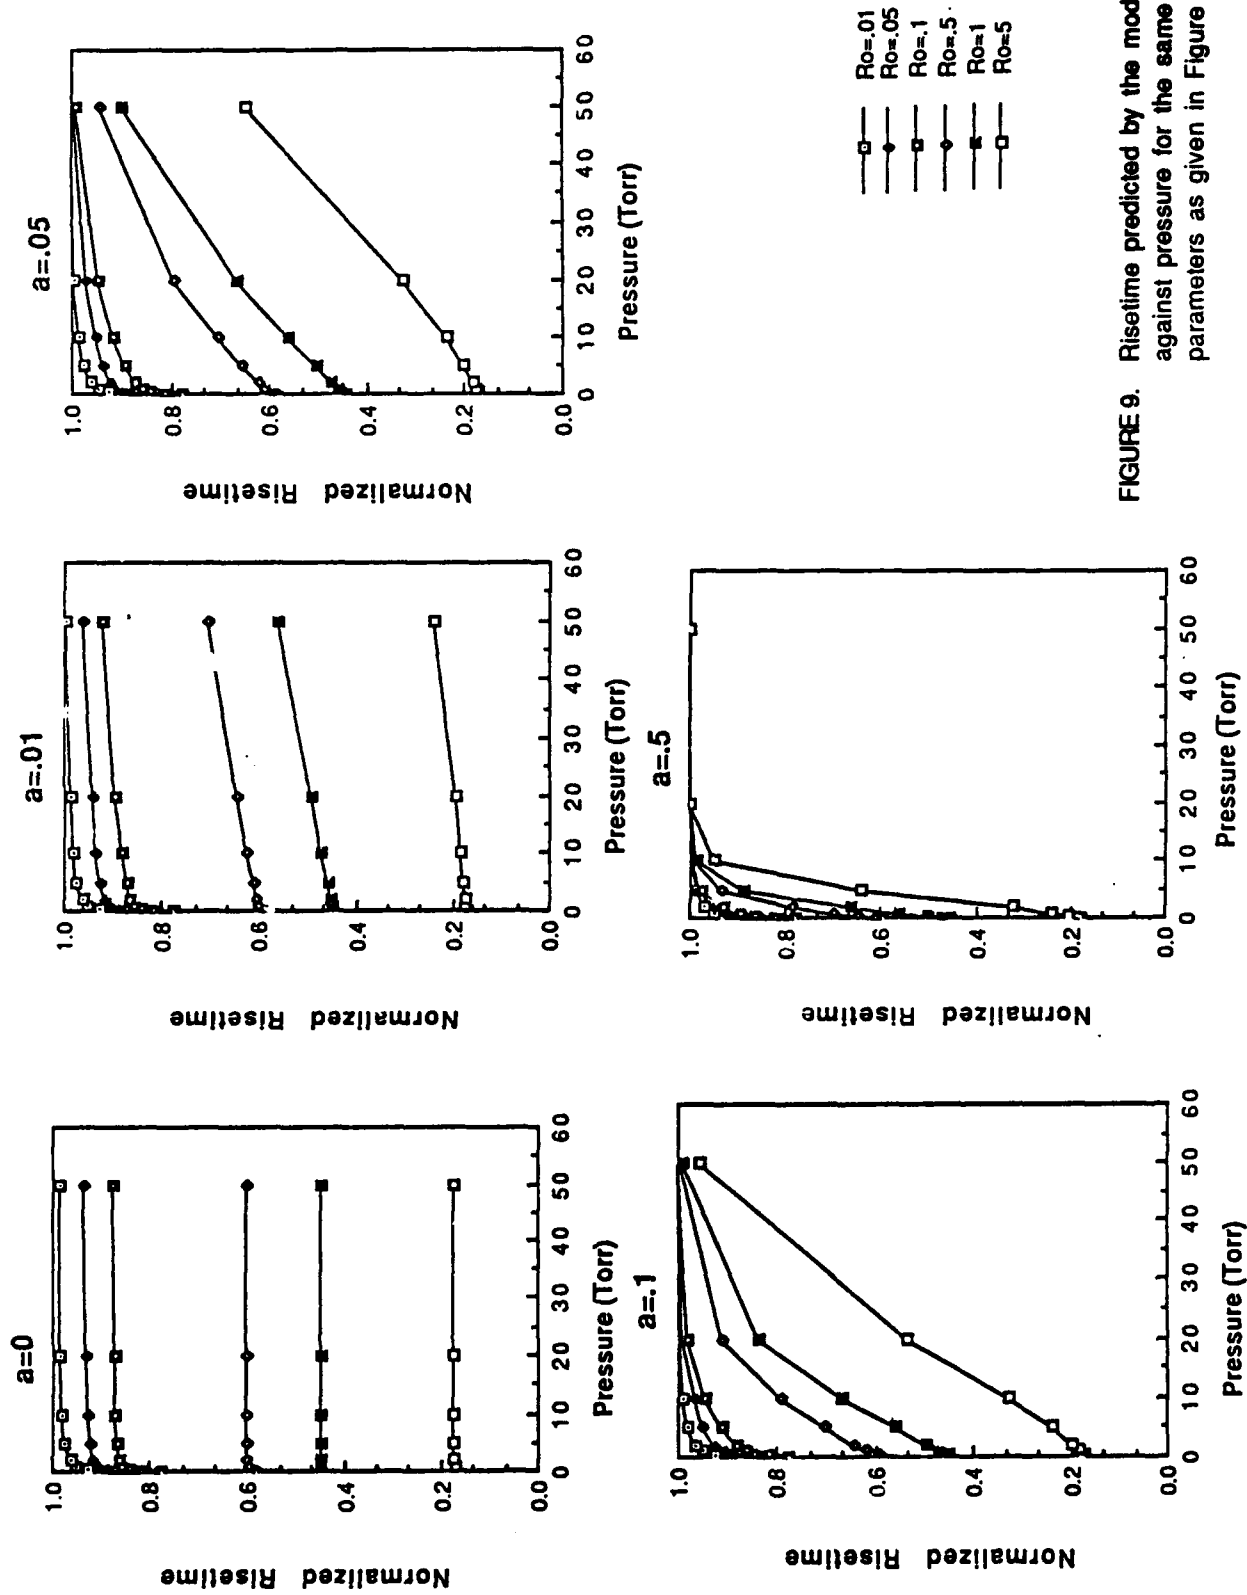 a=0
1.0
0.8
0.6
0.4
0.2
0.0
0 10 20 30 40 50 60
Pressure (Torr)
Normalized Risetime
a=.01
1.0
0.8
0.6
0.4
0.2
0.0
0 10 20 30 40 50 60
Pressure (Torr)
Normalized Risetime
a=.05
1.0
0.8
0.6
0.4
0.2
0.0
0 10 20 30 40 50 60
Pressure (Torr)
Normalized Risetime
a=.1
1.0
0.8
0.6
0.4
0.2
0.0
0 10 20 30 40 50 60
Pressure (Torr)
Normalized Risetime
a=.5
1.0
0.8
0.6
0.4
0.2
0.0
0 10 20 30 40 50 60
Pressure (Torr)
Normalized Risetime
Ro=.01
Ro=.05
Ro=.1
Ro=.5
Ro=1
Ro=5
FIGURE 9. Risetime predicted by the mod
against pressure for the same
parameters as given in Figure